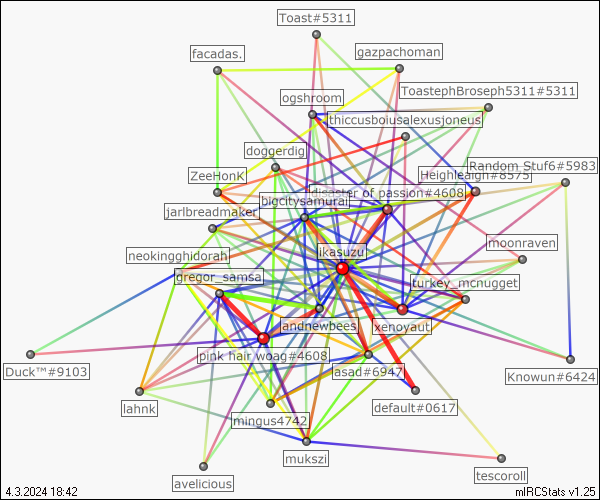 Toast#5311
facadas.
gazpachoman
ToastephBroseph5311#5311
ogshroom
thiccusboiusalexusjoneus
doggerdig
Random Stuf6#5983
ZeeHonK
Heighleigh#8575
disaster of passion#4608
bigcitysamurai
jarlbreadmaker
moonraven
ikasuzu
neokingghidorah
gregor_samsa
turkey_mcnugget
andnewbees
xenoyaut
pink hair woag#4608
Duck™#9103
asad#6947
Knowun#6424
lahnk
default#0617
mingus4742
mukszi
avelicious
tescoroll
4.3.2024 18:42
mIRCStats v1.25